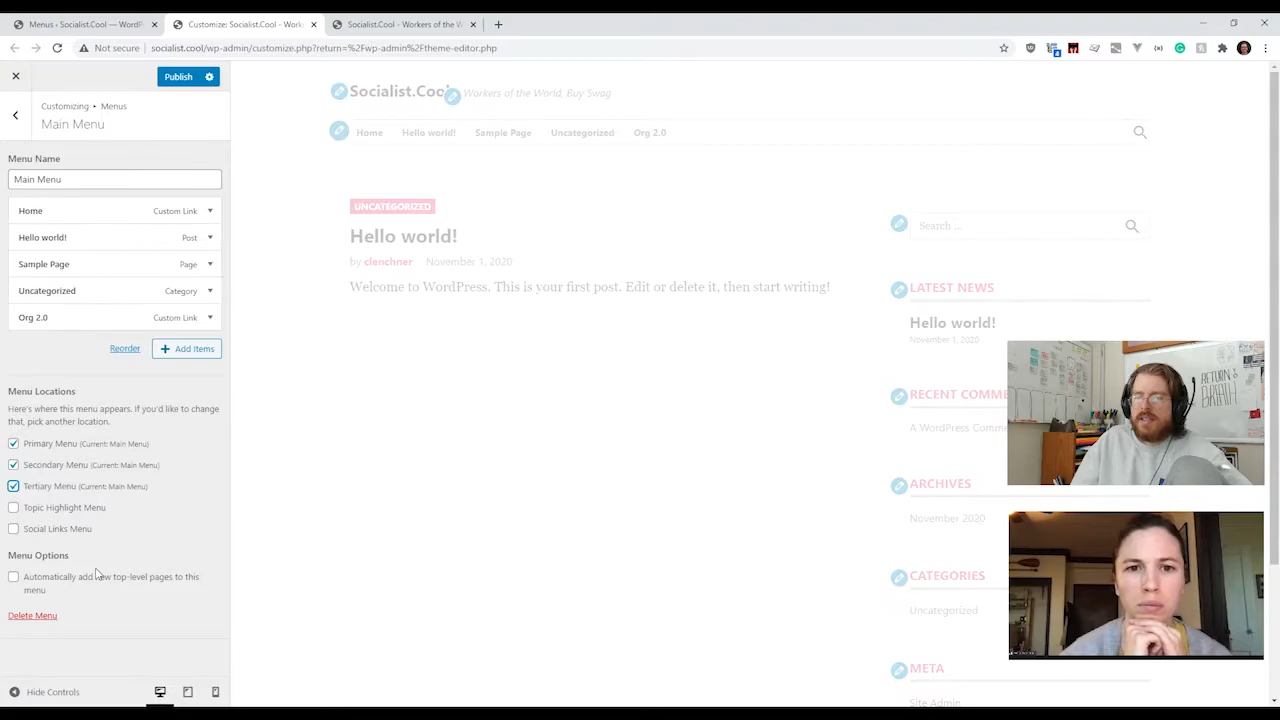 Menus ‹ Socialist.Cool — WordPr
Customize: Socialist.Cool - Work
Socialist.Cool - Workers of the W
Not secure
socialist.cool/wp-admin/customize.php?return=%2Fwp-admin%2Ftheme-editor.php
Publish
Customizing • Menus
Main Menu
Menu Name
Main Menu
Home Custom Link
Hello world! Post
Sample Page Page
Uncategorized Category
Org 2.0 Custom Link
Reorder
Add Items
Menu Locations
Here's where this menu appears. If you'd like to change
that, pick another location.
Primary Menu (Current: Main Menu)
Secondary Menu (Current: Main Menu)
Tertiary Menu (Current: Main Menu)
Topic Highlight Menu
Social Links Menu
Menu Options
Automatically add new top-level pages to this
menu
Delete Menu
Hide Controls
Socialist.Cool
Workers of the World, Buy Swag
Home Hello world! Sample Page Uncategorized Org 2.0
UNCATEGORIZED
Hello world!
by clenchner November 1, 2020
Welcome to WordPress. This is your first post. Edit or delete it, then start writing!
Search ...
LATEST NEWS
Hello world!
November 1, 2020
RECENT COMME
A WordPress Comme
ARCHIVES
November 2020
CATEGORIES
Uncategorized
META
Site Admin
RETURN
BREATH